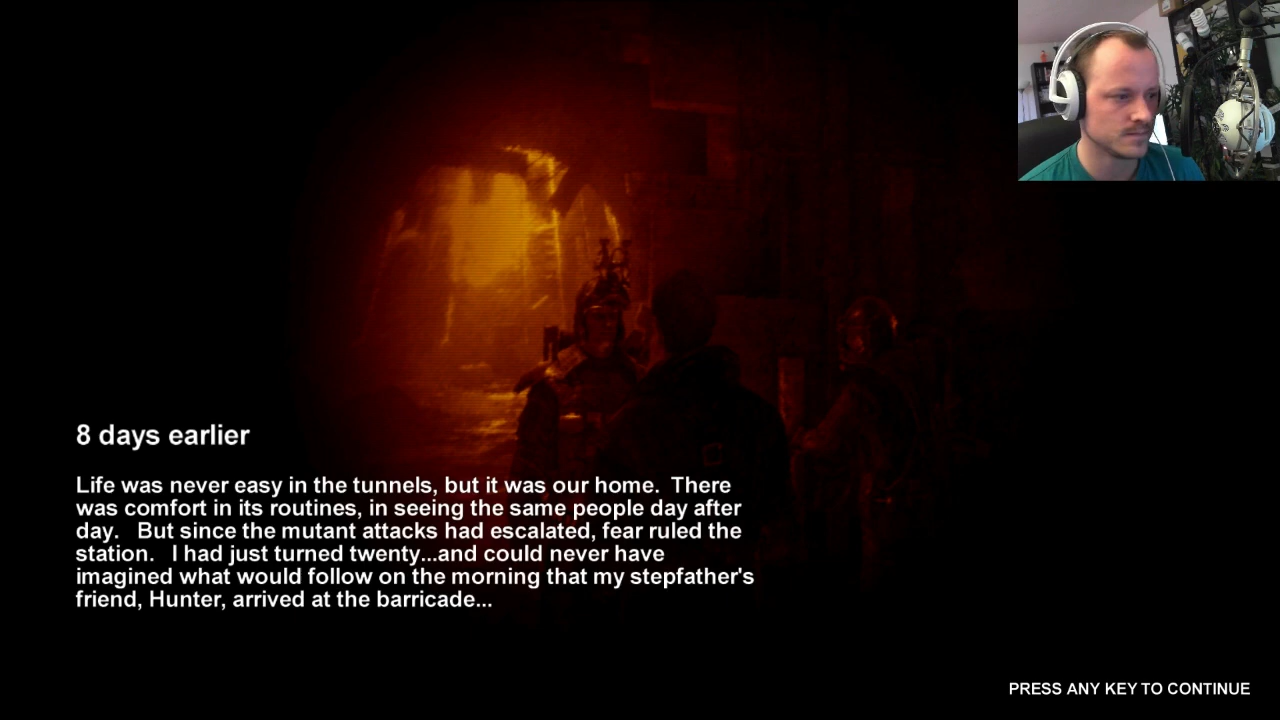 8 days earlier
Life was never easy in the tunnels, but it was our home.  There
was comfort in its routines, in seeing the same people day after
day.   But since the mutant attacks had escalated, fear ruled the
station.   I had just turned twenty...and could never have
imagined what would follow on the morning that my stepfather's
friend, Hunter, arrived at the barricade...
PRESS ANY KEY TO CONTINUE